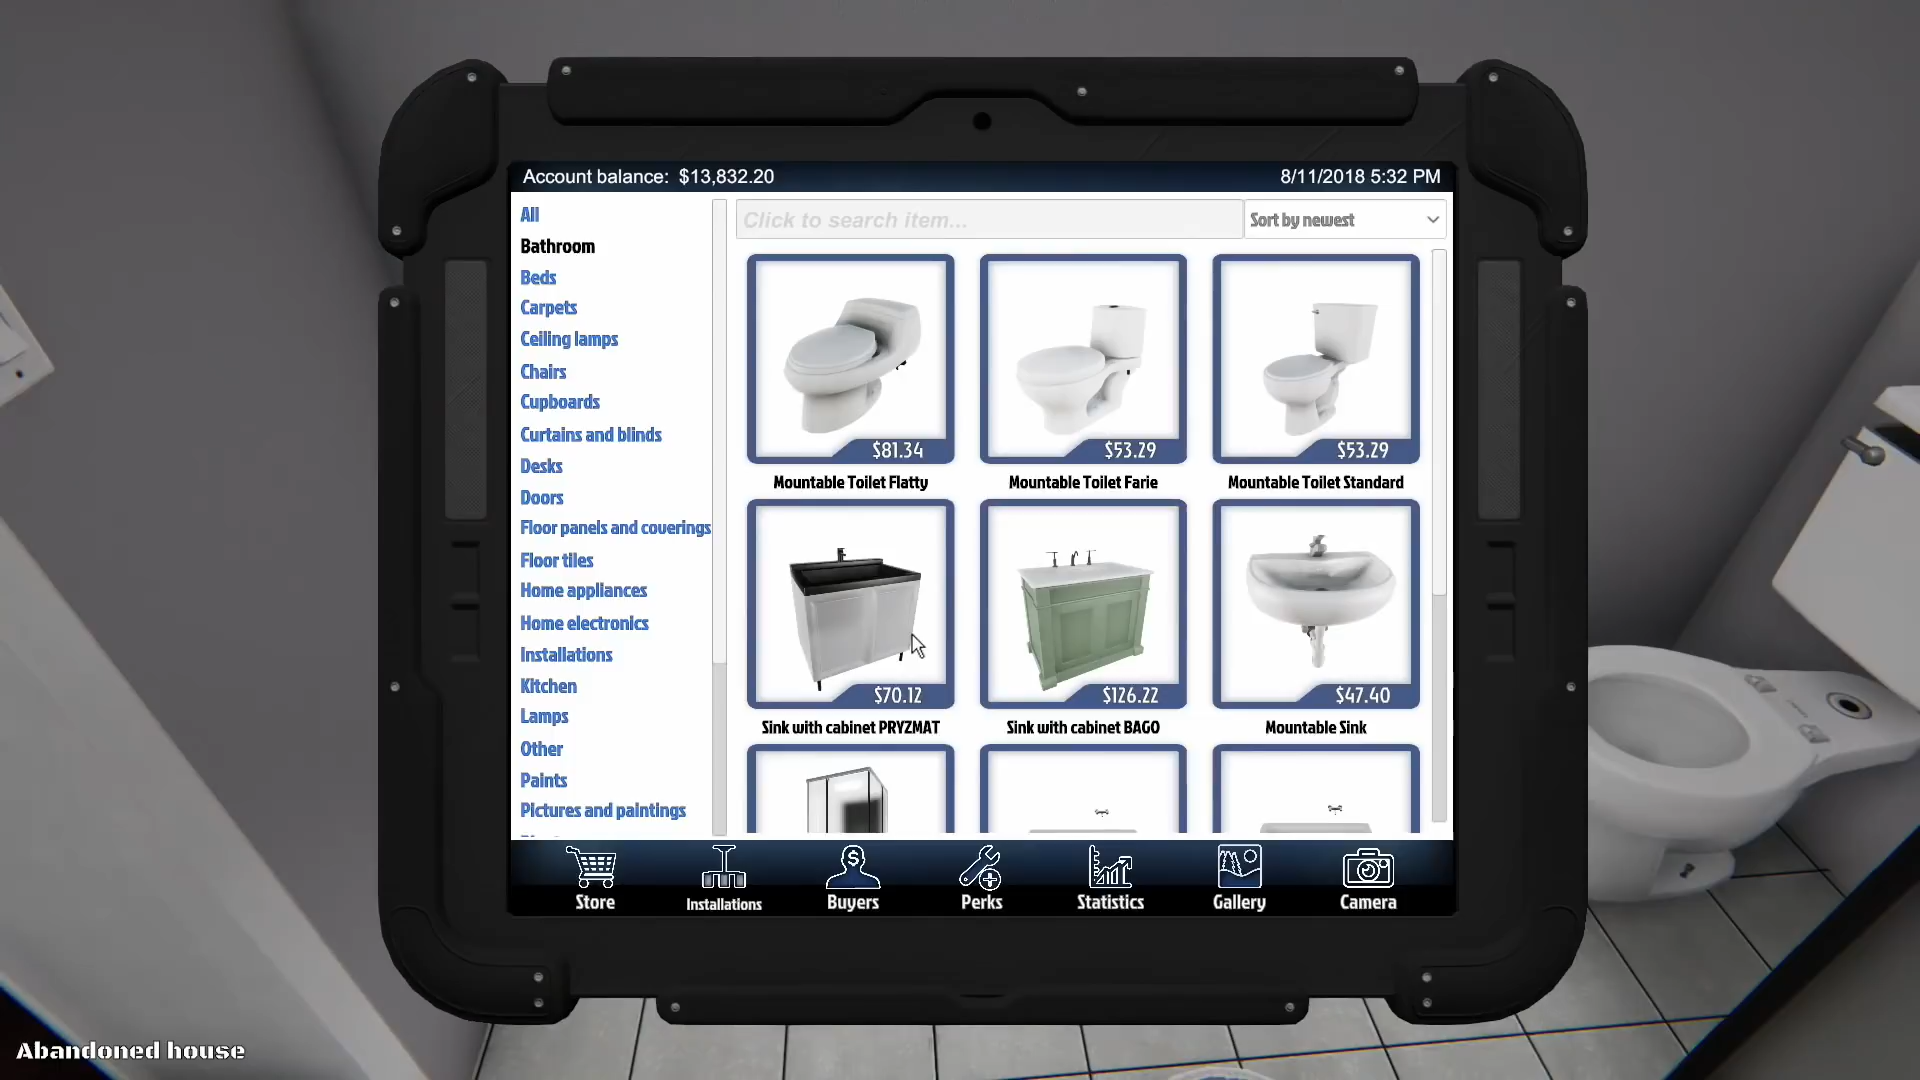 Account balance: $13,832.20
8/11/2018 5:32 PM
All
Bathroom
Beds
Carpets
Ceiling lamps
Chairs
Cupboards
Curtains and blinds
Desks
Doors
Floor panels and coverings
Floor tiles
Home appliances
Home electronics
Installations
Kitchen
Lamps
Other
Paints
Pictures and paintings
Click to search item...
Sort by newest
$81.34
$53.29
$53.29
Mountable Toilet Flatty
Mountable Toilet Farie
Mountable Toilet Standard
$70.12
$126.22
$47.40
Sink with cabinet PRYZMAT
Sink with cabinet BAGO
Mountable Sink
Store
Installations
Buyers
Perks
Statistics
Gallery
Camera
Abandoned house